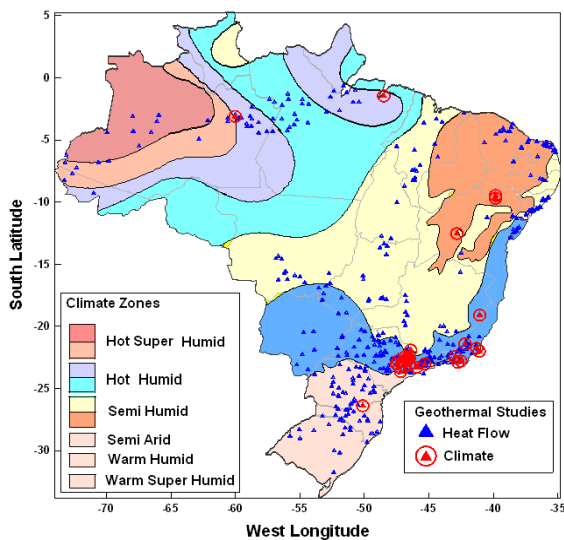 5
0
-5
-10
-15
-20
-25
-30
South Latitude
Climate Zones
Hot Super Humid
Hot Humid
Semi Humid
Semi Arid
Warm Humid
Warm Super Humid
Geothermal Studies
Heat Flow
Climate
-70
-65
-60
-55
-50
-45
-40
-35
West Longitude